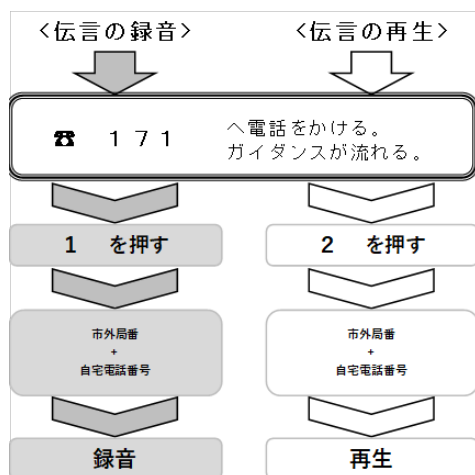 <伝言の録音>
<伝言の再生>
☎ 171
へ電話をかける。
ガイダンスが流れる。
1 を押す
2 を押す
市外局番
+
自宅電話番号
市外局番
+
自宅電話番号
録音
再生